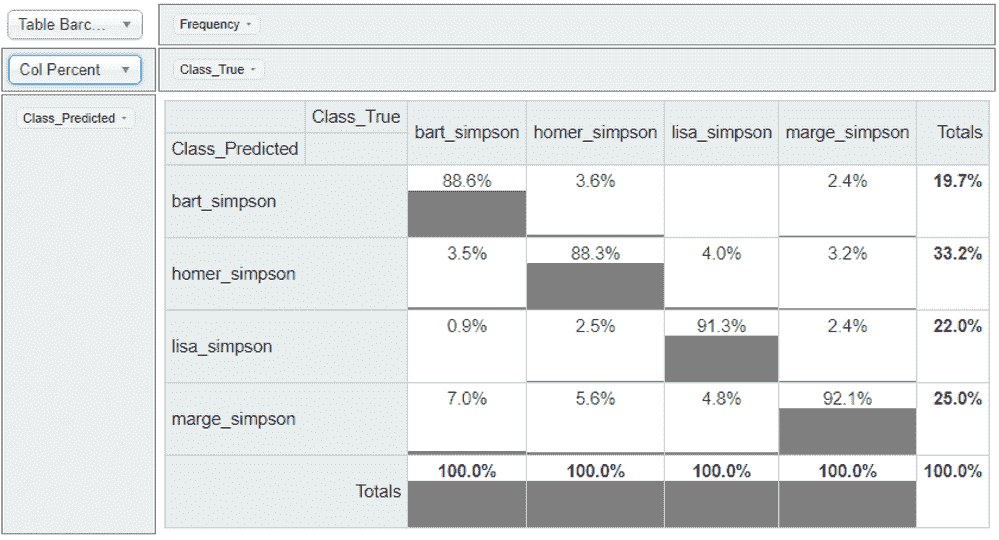 Table Barc... Frequency
Col Percent Class_True
Class_Predicted
Class_True
Class_Predicted bart_simpson homer_simpson lisa_simpson marge_simpson Totals
bart_simpson 88.6% 3.6% 2.4% 19.7%
homer_simpson 3.5% 88.3% 4.0% 3.2% 33.2%
lisa_simpson 0.9% 2.5% 91.3% 2.4% 22.0%
marge_simpson 7.0% 5.6% 4.8% 92.1% 25.0%
Totals 100.0% 100.0% 100.0% 100.0% 100.0%